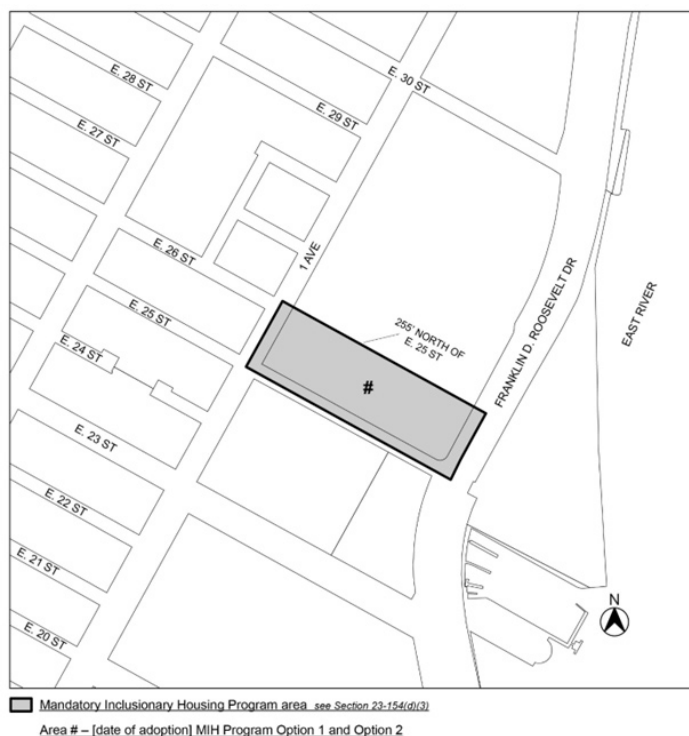 E. 28 ST
E. 27 ST
E. 30 ST
E. 29 ST
E. 26 ST
E. 25 ST
E. 24 ST
E. 23 ST
E. 22 ST
E. 21 ST
E. 20 ST
1 AVE
255' NORTH OF
E. 25 ST
#
FRANKLIN D. ROOSEVELT DR
EAST RIVER
N
Mandatory Inclusionary Housing Program area see Section 23-154(d)(3)
Area # – [date of adoption] MIH Program Option 1 and Option 2